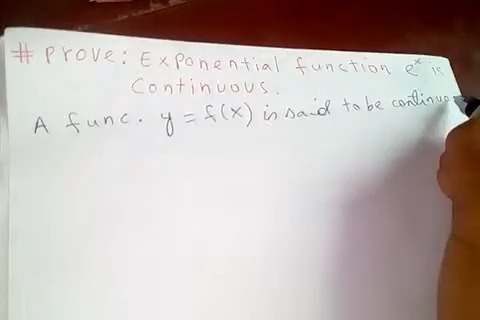 # Prove: Exponential function e^x is
Continuous.
A func. y = f(x) is said to be continuo